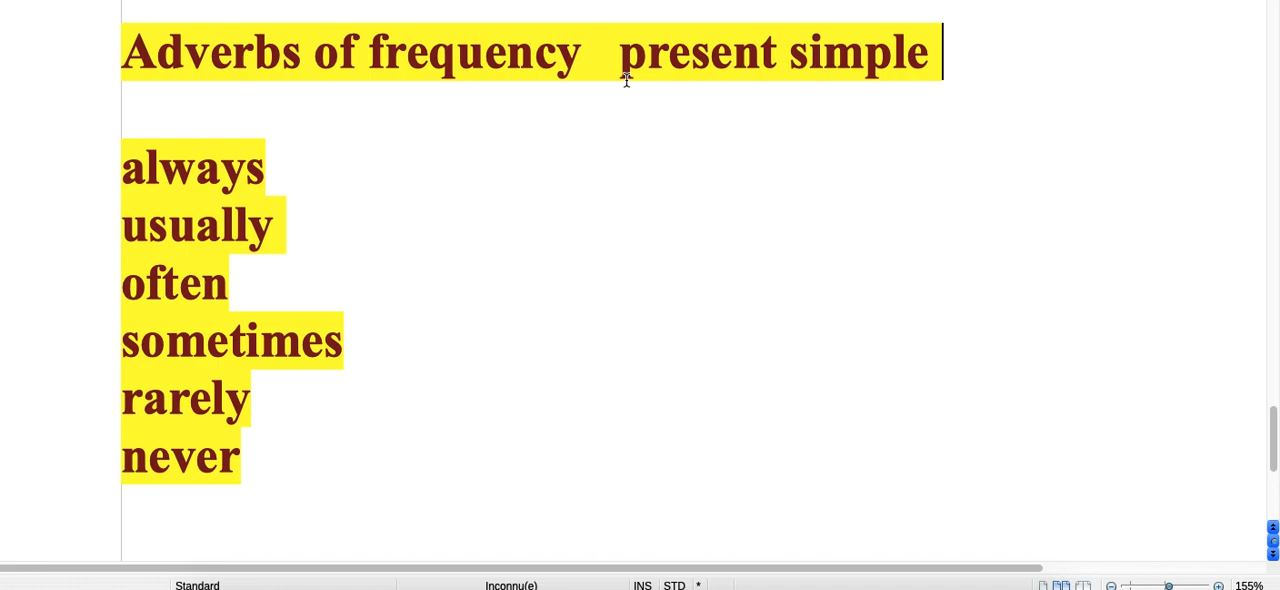 Adverbs of frequency present simple
always
usually
often
sometimes
rarely
never
Standard Inconnu(e) INS STD * 155%